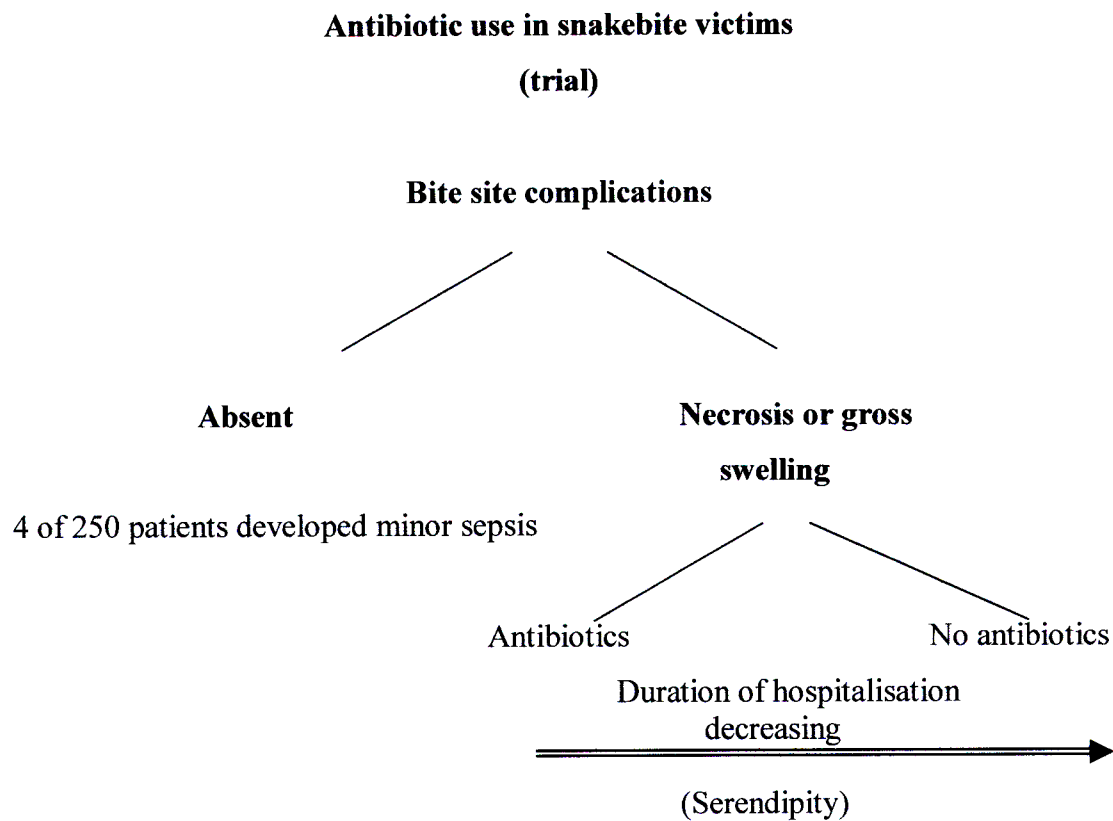 Antibiotic use in snakebite victims
(trial)
Bite site complications
Absent
Necrosis or gross
swelling
4 of 250 patients developed minor sepsis
Antibiotics
No antibiotics
Duration of hospitalisation
decreasing
(Serendipity)